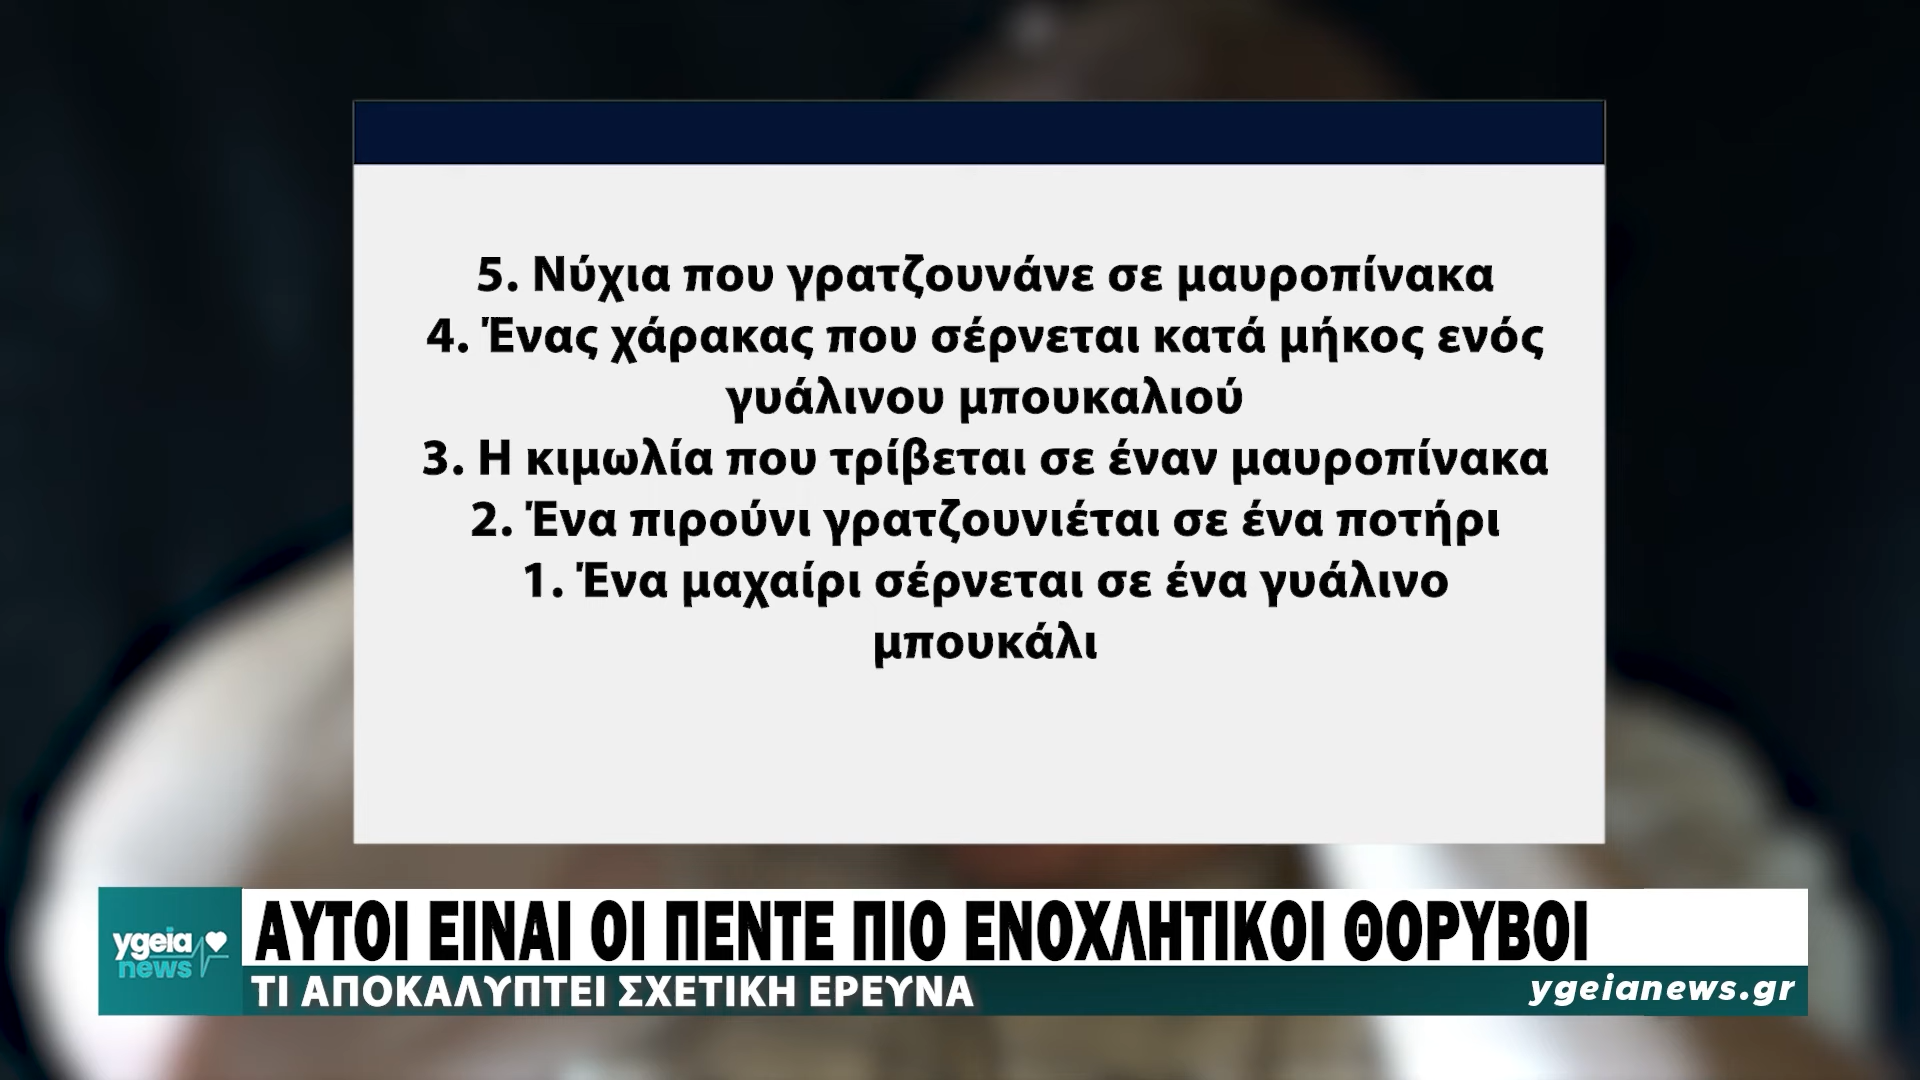 5. Νύχια που γρατζουνάνε σε μαυροπίνακα
4. Ένας χάρακας που σέρνεται κατά μήκος ενός
γυάλινου μπουκαλιού
3. Η κιμωλία που τρίβεται σε έναν μαυροπίνακα
2. Ένα πιρούνι γρατζουνιέται σε ένα ποτήρι
1. Ένα μαχαίρι σέρνεται σε ένα γυάλινο
μπουκάλι
ygeia
news
ΑΥΤΟΙ ΕΙΝΑΙ ΟΙ ΠΕΝΤΕ ΠΙΟ ΕΝΟΧΛΗΤΙΚΟΙ ΘΟΡΥΒΟΙ
ΤΙ ΑΠΟΚΑΛΥΠΤΕΙ ΣΧΕΤΙΚΗ ΕΡΕΥΝΑ
ygeianews.gr